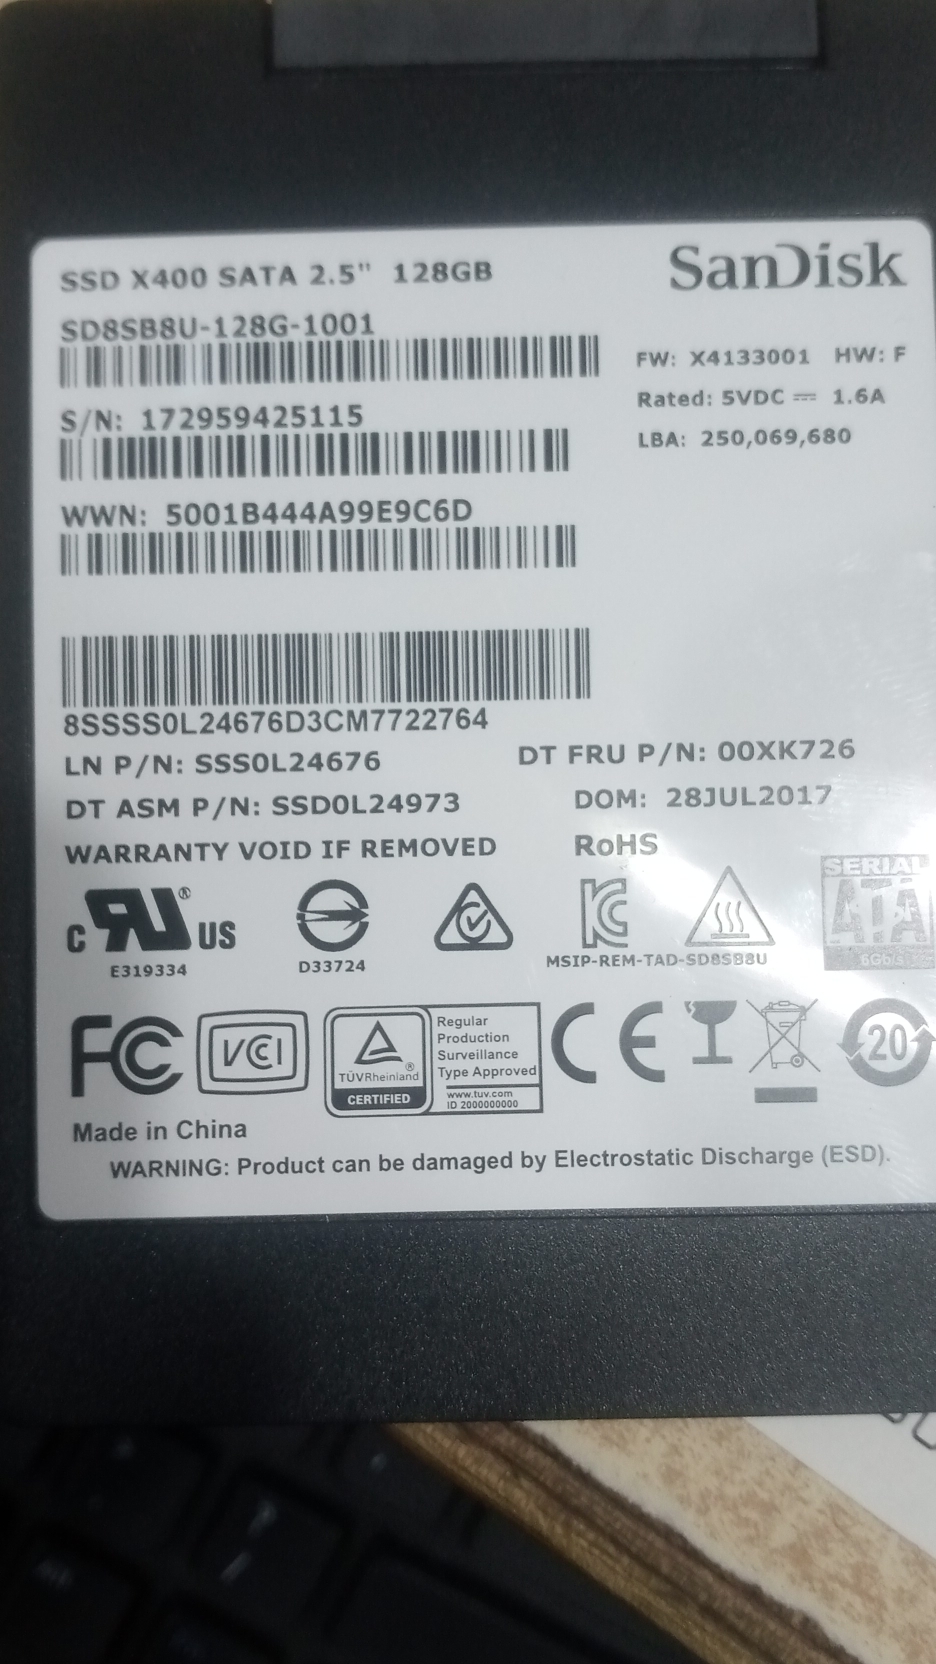 SSD X400 SATA 2.5" 128GB
SanDisk
SD8SB8U-128G-1001
FW: X4133001 HW: F
Rated: 5VDC ⎓ 1.6A
S/N: 172959425115
LBA: 250,069,680
WWN: 5001B444A99E9C6D
8SSSS0L24676D3CM7722764
LN P/N: SSS0L24676
DT FRU P/N: 00XK726
DT ASM P/N: SSD0L24973
DOM: 28JUL2017
WARRANTY VOID IF REMOVED
RoHS
SERIAL
ATA
6Gb/s
c RU ® US
E319334
D33724
MSIP-REM-TAD-SD8SB8U
FC
VCI
TÜVRheinland ®
CERTIFIED
Regular
Production
Surveillance
Type Approved
www.tuv.com
ID 2000000000
CE
20
Made in China
WARNING: Product can be damaged by Electrostatic Discharge (ESD).